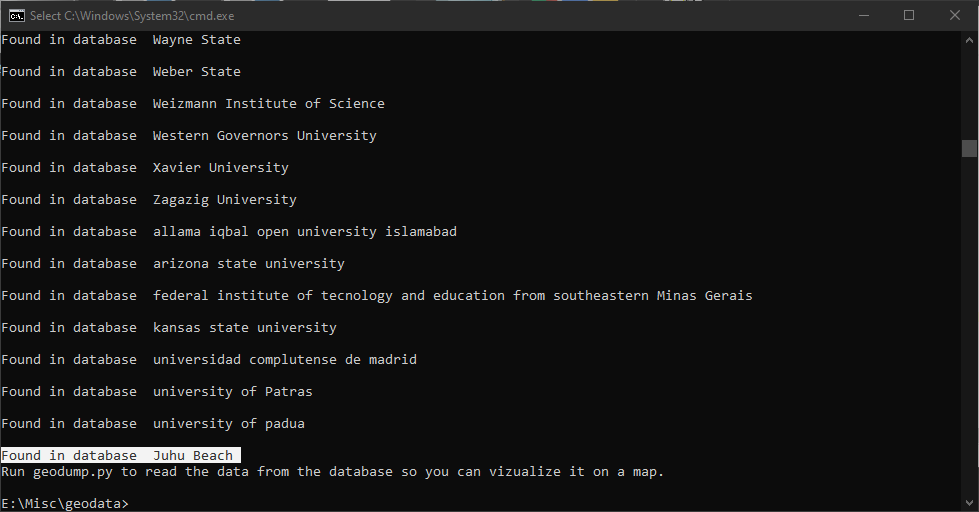 Select C:\Windows\System32\cmd.exe
Found in database  Wayne State
Found in database  Weber State
Found in database  Weizmann Institute of Science
Found in database  Western Governors University
Found in database  Xavier University
Found in database  Zagazig University
Found in database  allama iqbal open university islamabad
Found in database  arizona state university
Found in database  federal institute of tecnology and education from southeastern Minas Gerais
Found in database  kansas state university
Found in database  universidad complutense de madrid
Found in database  university of Patras
Found in database  university of padua
Found in database  Juhu Beach
Run geodump.py to read the data from the database so you can vizualize it on a map.
E:\Misc\geodata>